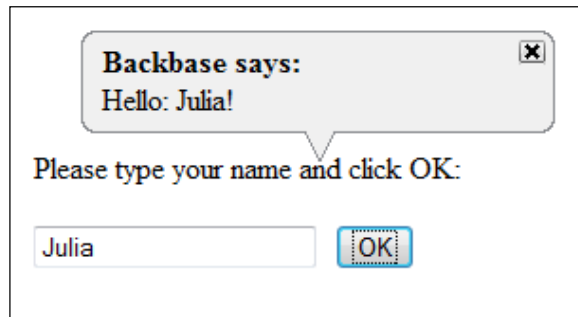 Backbase says:
Hello: Julia!
Please type your name and click OK:
Julia OK